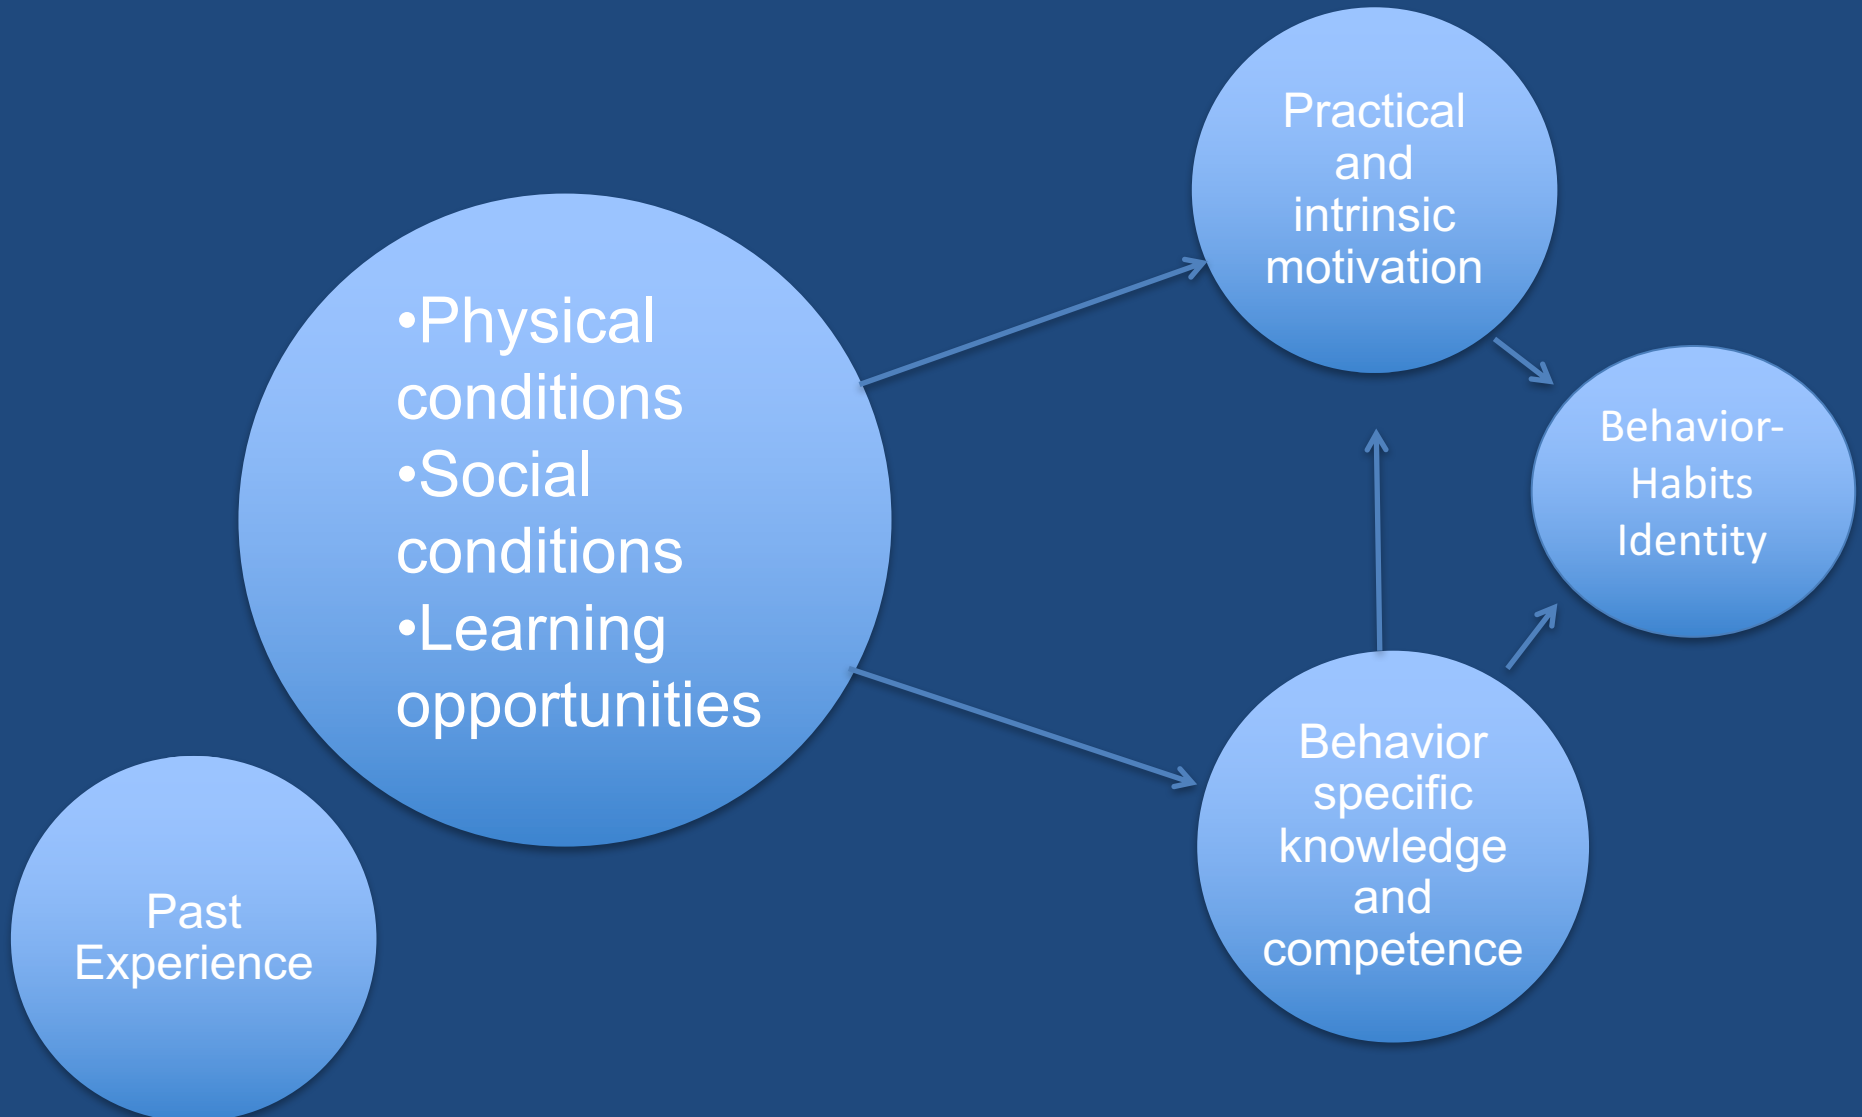 •Physical
conditions
•Social
conditions
•Learning
opportunities
Past
Experience
Practical
and
intrinsic
motivation
Behavior-
Habits
Identity
Behavior
specific
knowledge
and
competence